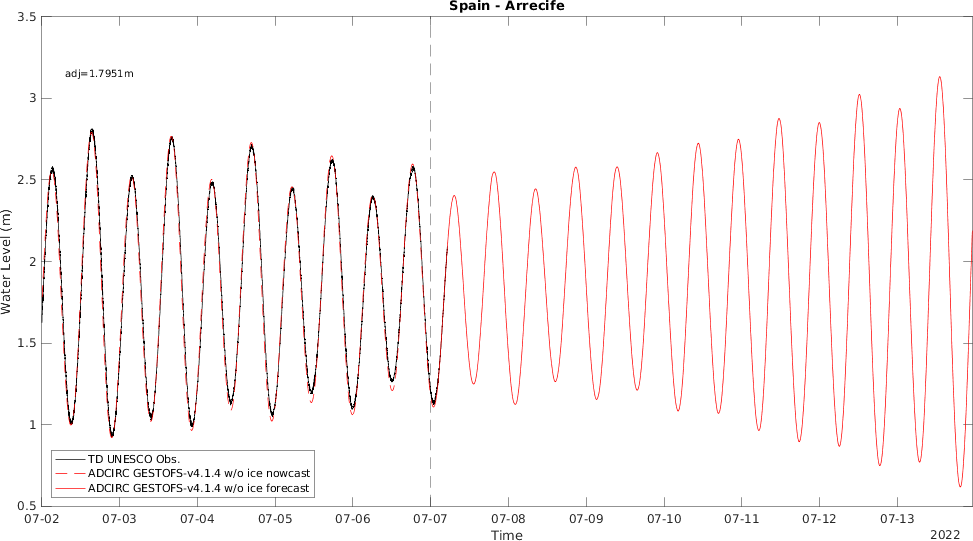 Spain - Arrecife
3.5
adj=1.7951m
3
2.5
2
Water Level (m)
1.5
1
TD UNESCO Obs.
ADCIRC GESTOFS-v4.1.4 w/o ice nowcast
ADCIRC GESTOFS-v4.1.4 w/o ice forecast
0.5
07-02 07-03 07-04 07-05 07-06 07-07 07-08 07-09 07-10 07-11 07-12 07-13
Time
2022